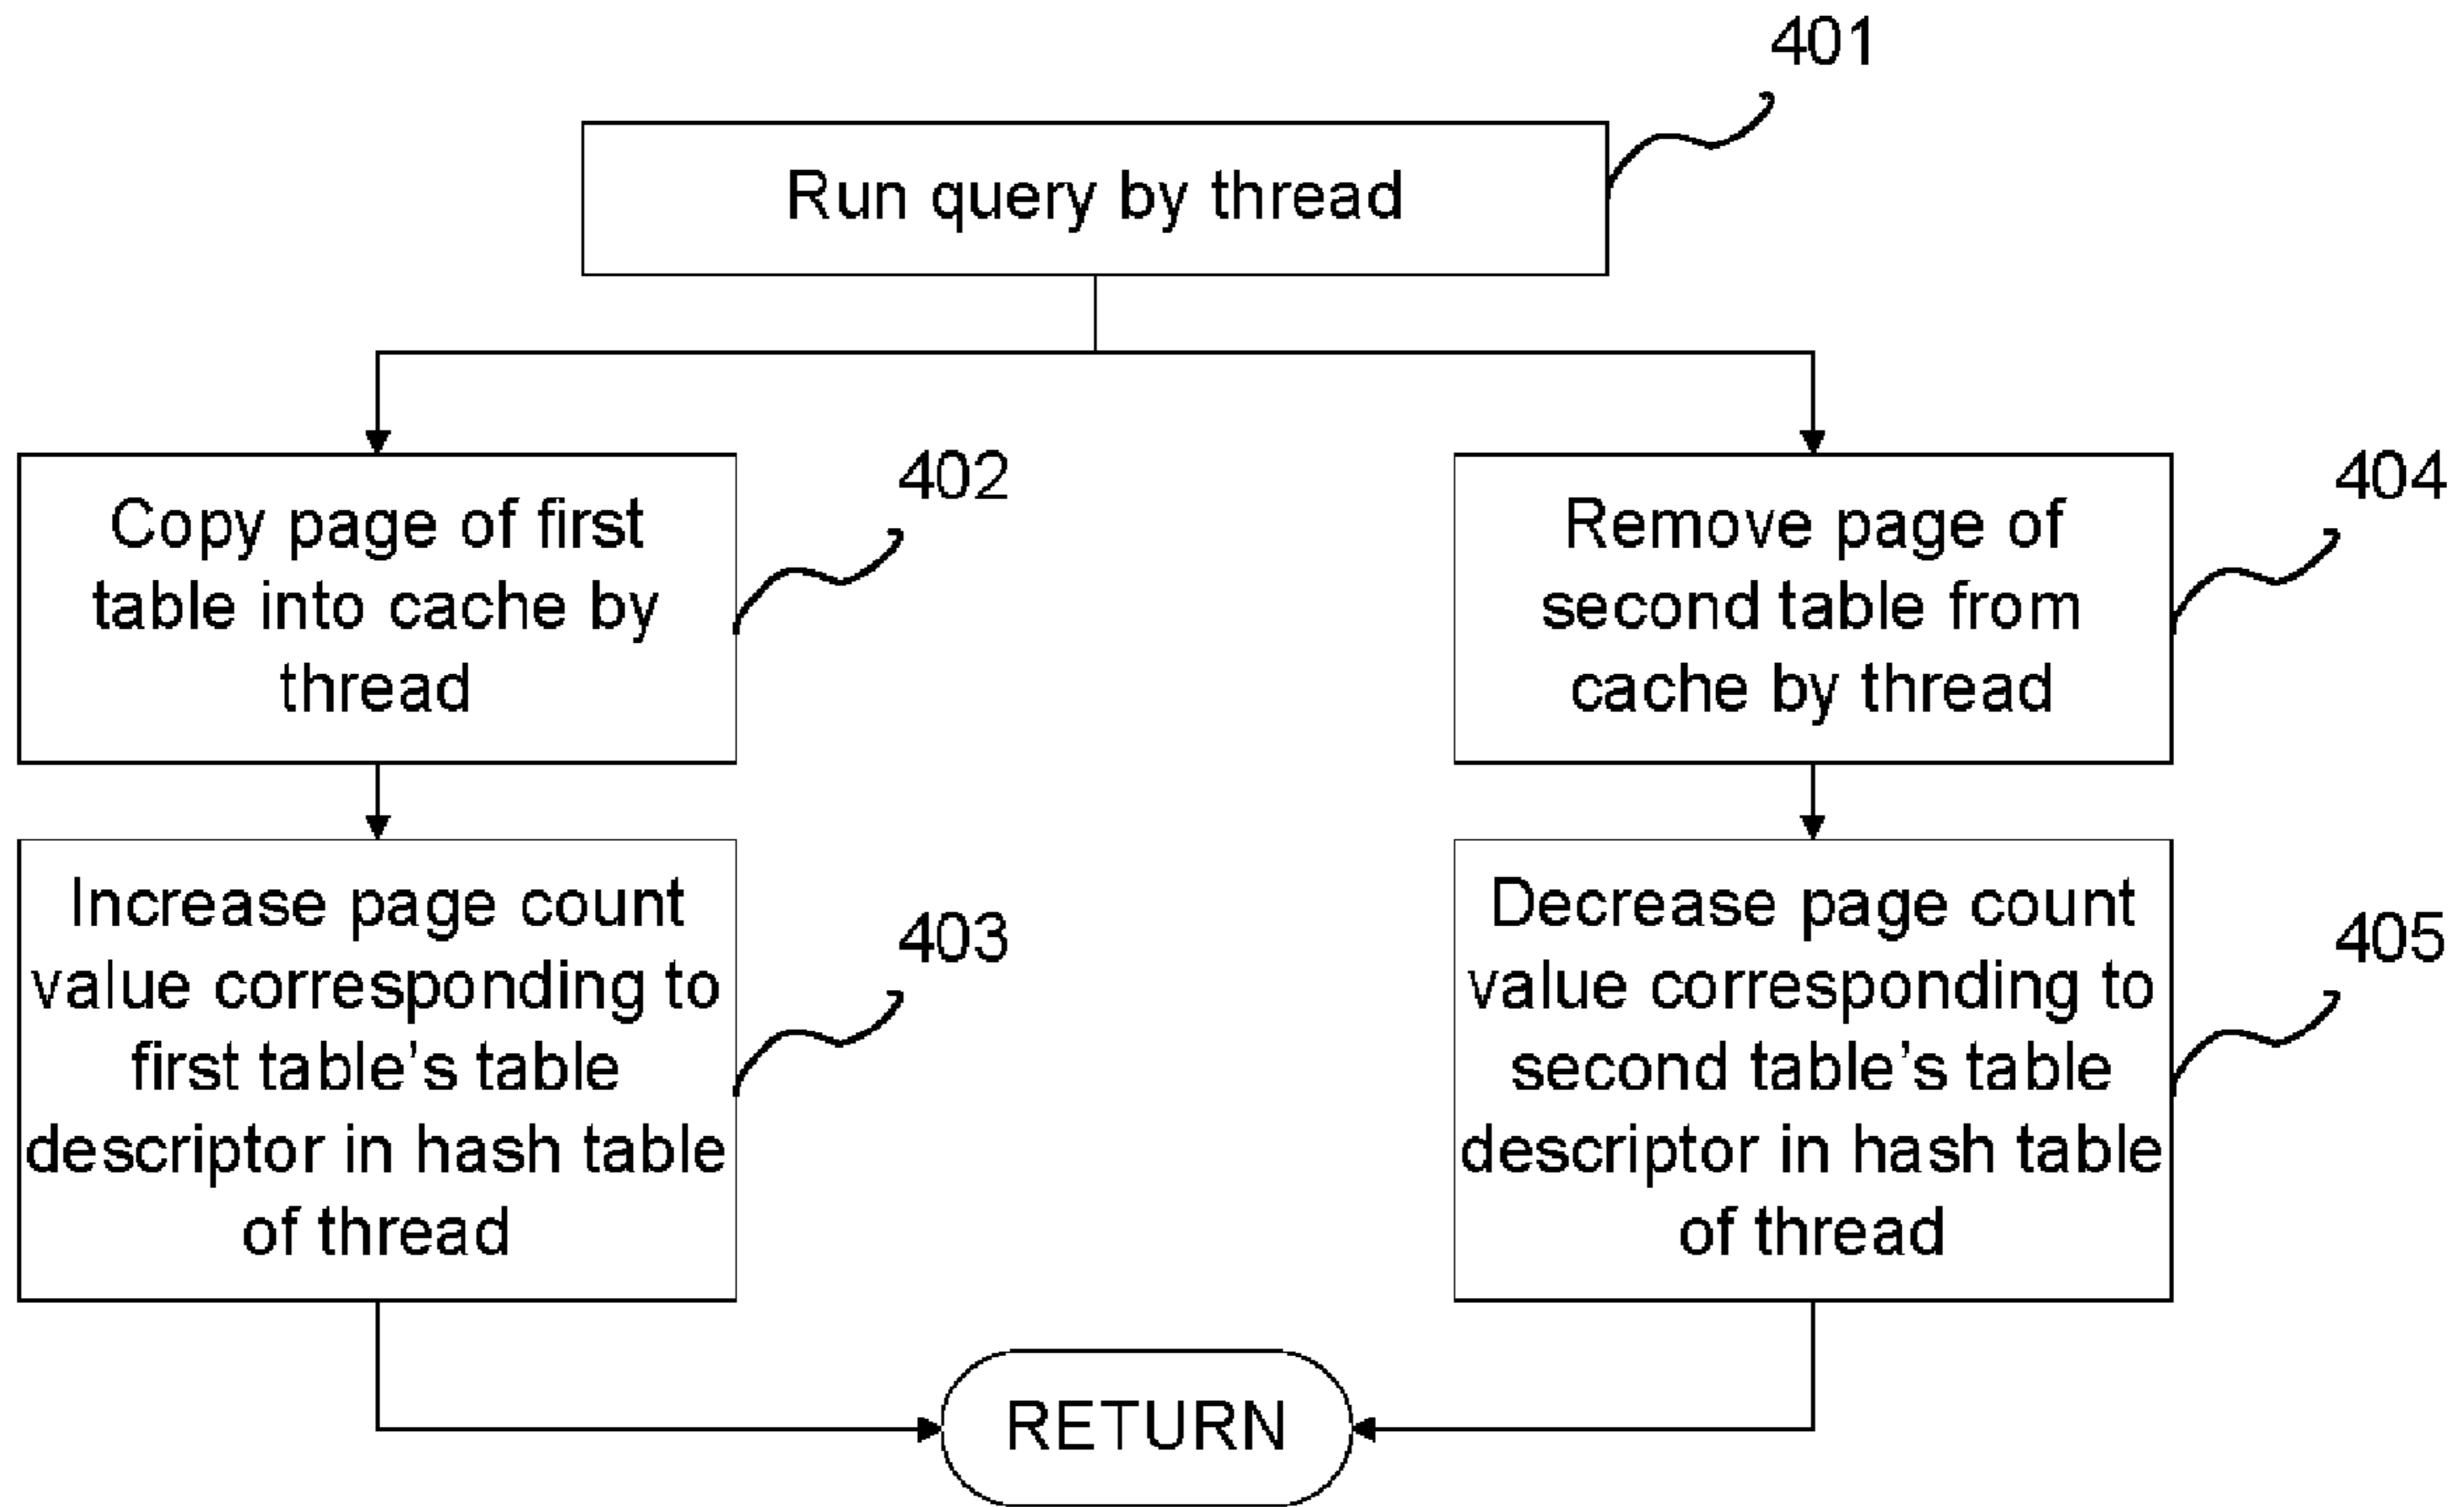 401
Run query by thread
Copy page of first
table into cache by
thread
402
Remove page of
second table from
cache by thread
404
Increase page count
value corresponding to
first table's table
descriptor in hash table
of thread
403
Decrease page count
value corresponding to
second table's table
descriptor in hash table
of thread
405
RETURN